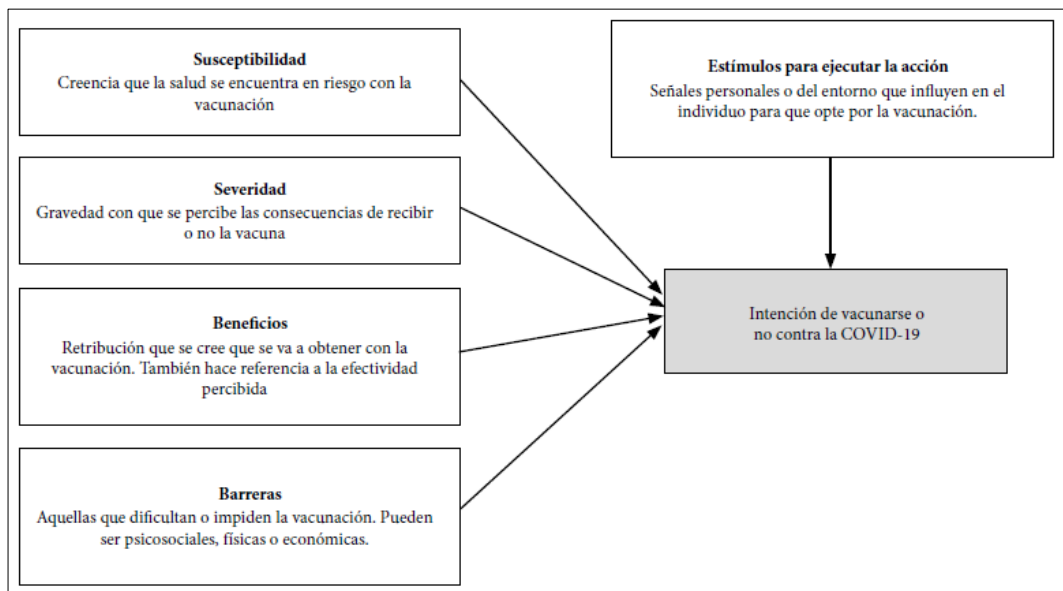 Susceptibilidad
Creencia que la salud se encuentra en riesgo con la
vacunación
Severidad
Gravedad con que se percibe las consecuencias de recibir
o no la vacuna
Beneficios
Retribución que se cree que se va a obtener con la
vacunación. También hace referencia a la efectividad
percibida
Barreras
Aquellas que dificultan o impiden la vacunación. Pueden
ser psicosociales, físicas o económicas.
Estímulos para ejecutar la acción
Señales personales o del entorno que influyen en el
individuo para que opte por la vacunación.
Intención de vacunarse o
no contra la COVID-19